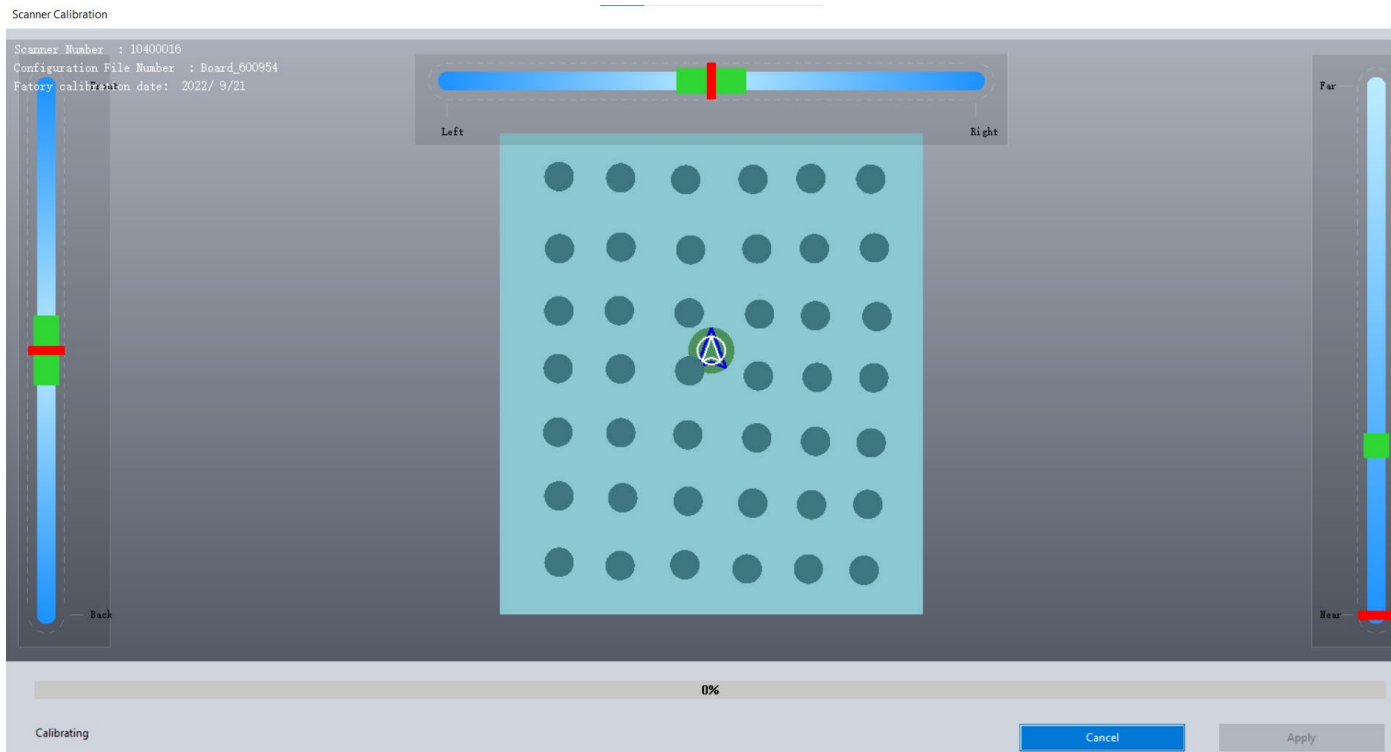 Scanner Calibration
Scanner Number : 10400016
Configuration File Number : Board_600954
Fatory calibration date: 2022/ 9/21
Front
Left
Right
Far
Back
Near
0%
Calibrating
Cancel
Apply